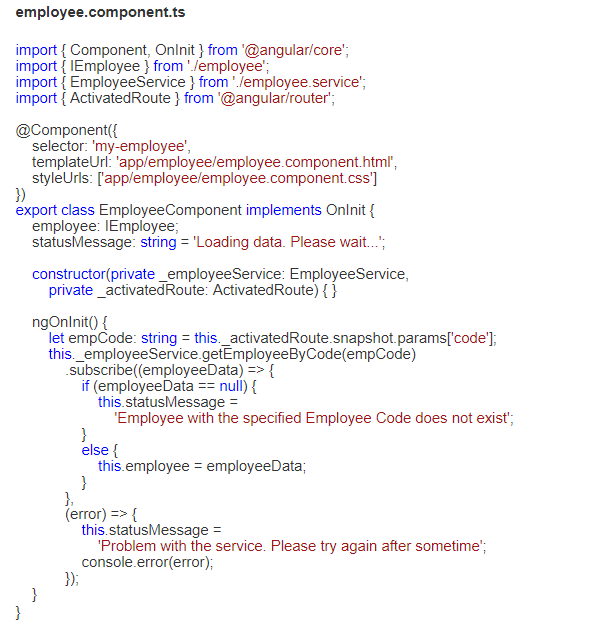 employee.component.ts
import { Component, OnInit } from '@angular/core';
import { IEmployee } from './employee';
import { EmployeeService } from './employee.service';
import { ActivatedRoute } from '@angular/router';
@Component({
selector: 'my-employee',
templateUrl: 'app/employee/employee.component.html',
styleUrls: ['app/employee/employee.component.css']
})
export class EmployeeComponent implements OnInit {
employee: IEmployee;
statusMessage: string = 'Loading data. Please wait...';
constructor(private _employeeService: EmployeeService,
private _activatedRoute: ActivatedRoute) { }
ngOnInit() {
let empCode: string = this._activatedRoute.snapshot.params['code'];
this._employeeService.getEmployeeByCode(empCode)
.subscribe((employeeData) => {
if (employeeData == null) {
this.statusMessage =
'Employee with the specified Employee Code does not exist';
}
else {
this.employee = employeeData;
}
},
(error) => {
this.statusMessage =
'Problem with the service. Please try again after sometime';
console.error(error);
});
}
}